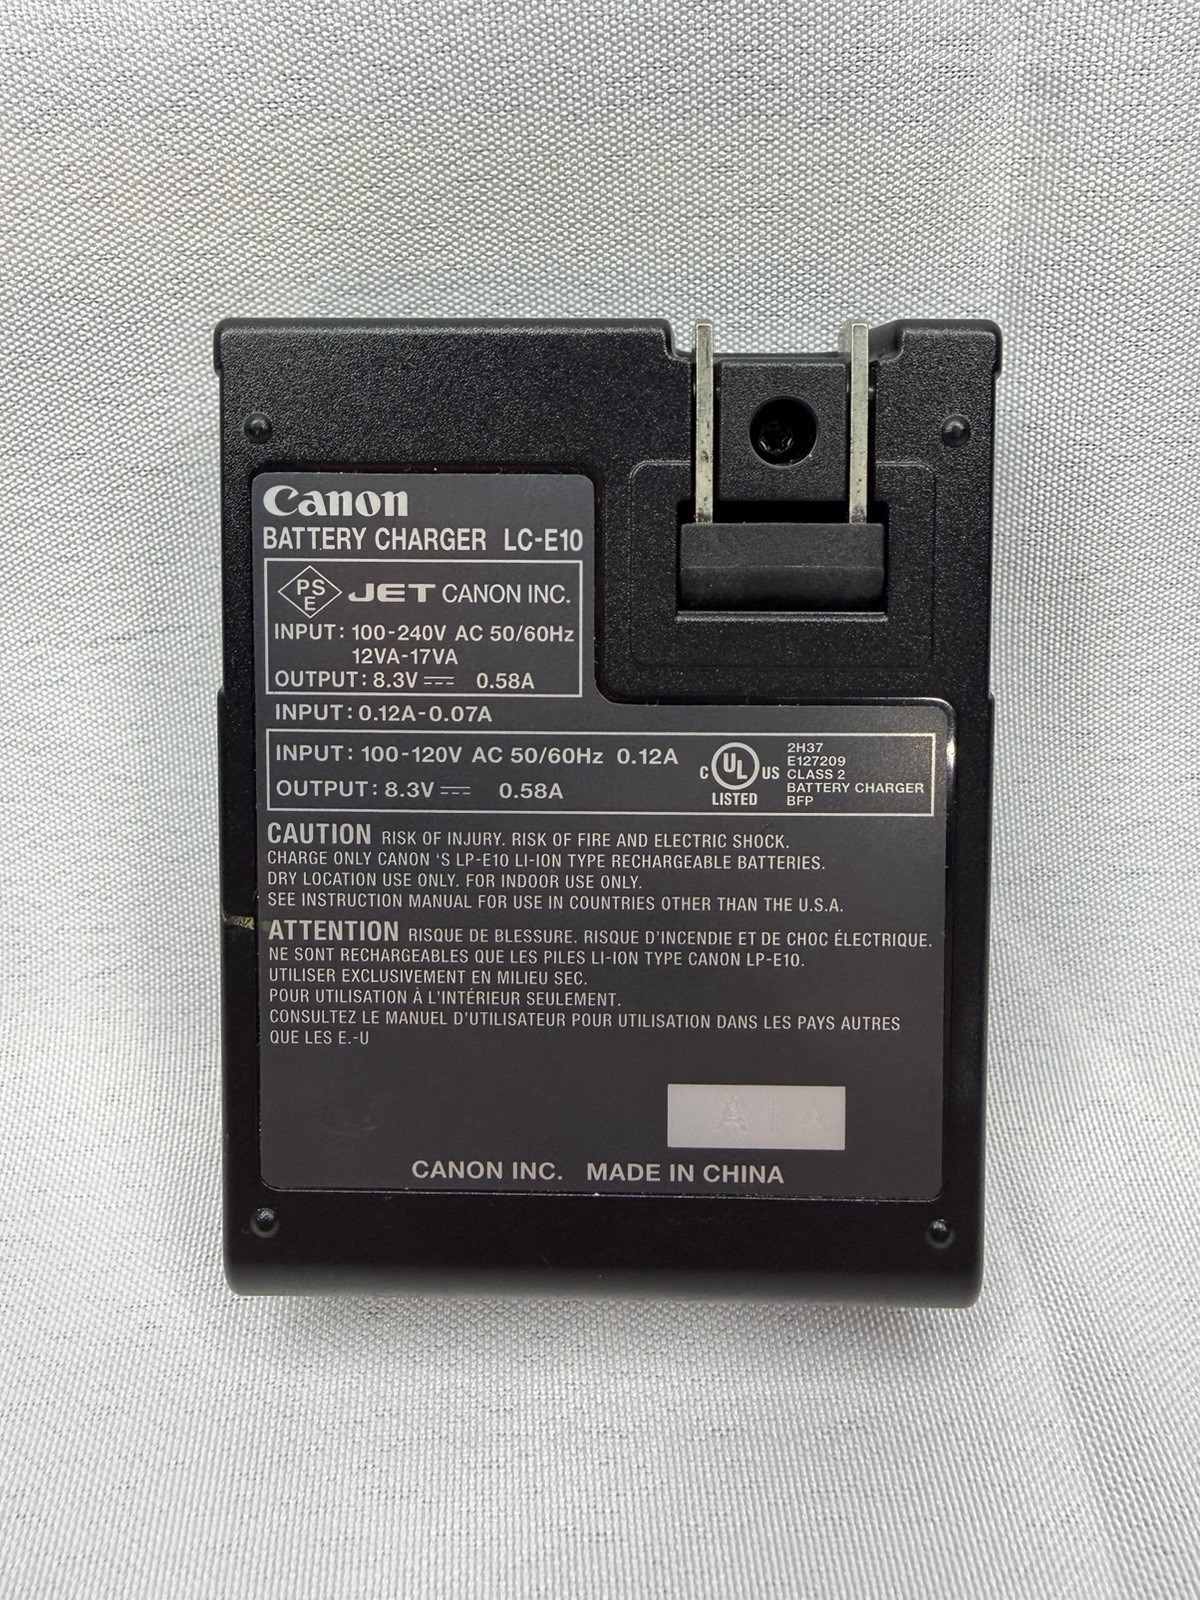 Canon
BATTERY CHARGER LC-E10
PSE JET CANON INC.
INPUT: 100-240V AC 50/60Hz
12VA-17VA
OUTPUT: 8.3V ⎓ 0.58A
INPUT: 0.12A-0.07A
INPUT: 100-120V AC 50/60Hz 0.12A
OUTPUT: 8.3V ⎓ 0.58A
C UL US
LISTED
2H37
E127209
CLASS 2
BATTERY CHARGER
BFP
CAUTION RISK OF INJURY. RISK OF FIRE AND ELECTRIC SHOCK.
CHARGE ONLY CANON 'S LP-E10 LI-ION TYPE RECHARGEABLE BATTERIES.
DRY LOCATION USE ONLY. FOR INDOOR USE ONLY.
SEE INSTRUCTION MANUAL FOR USE IN COUNTRIES OTHER THAN THE U.S.A.
ATTENTION RISQUE DE BLESSURE. RISQUE D'INCENDIE ET DE CHOC ÉLECTRIQUE.
NE SONT RECHARGEABLES QUE LES PILES LI-ION TYPE CANON LP-E10.
UTILISER EXCLUSIVEMENT EN MILIEU SEC.
POUR UTILISATION À L'INTÉRIEUR SEULEMENT.
CONSULTEZ LE MANUEL D'UTILISATEUR POUR UTILISATION DANS LES PAYS AUTRES
QUE LES E.-U
CANON INC. MADE IN CHINA